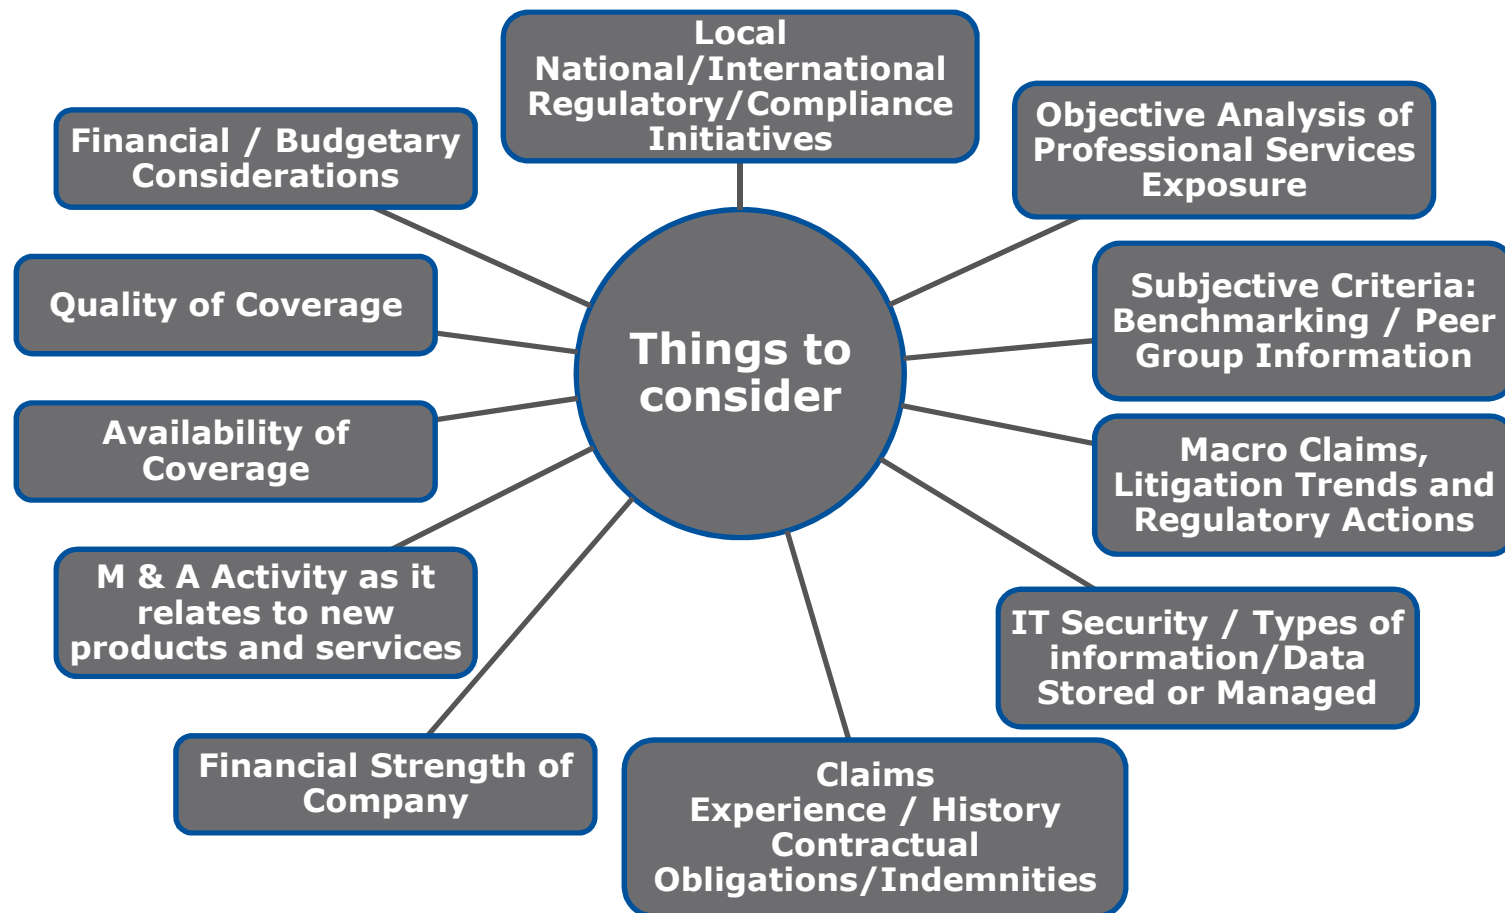 Local
National/International
Regulatory/Compliance
Initiatives
Objective Analysis of
Professional Services
Exposure
Financial / Budgetary
Considerations
Subjective Criteria:
Benchmarking / Peer
Group Information
Quality of Coverage
Things to
consider
Availability of
Coverage
Macro Claims,
Litigation Trends and
Regulatory Actions
M & A Activity as it
relates to new
products and services
IT Security / Types of
information/Data
Stored or Managed
Financial Strength of
Company
Claims
Experience / History
Contractual
Obligations/Indemnities